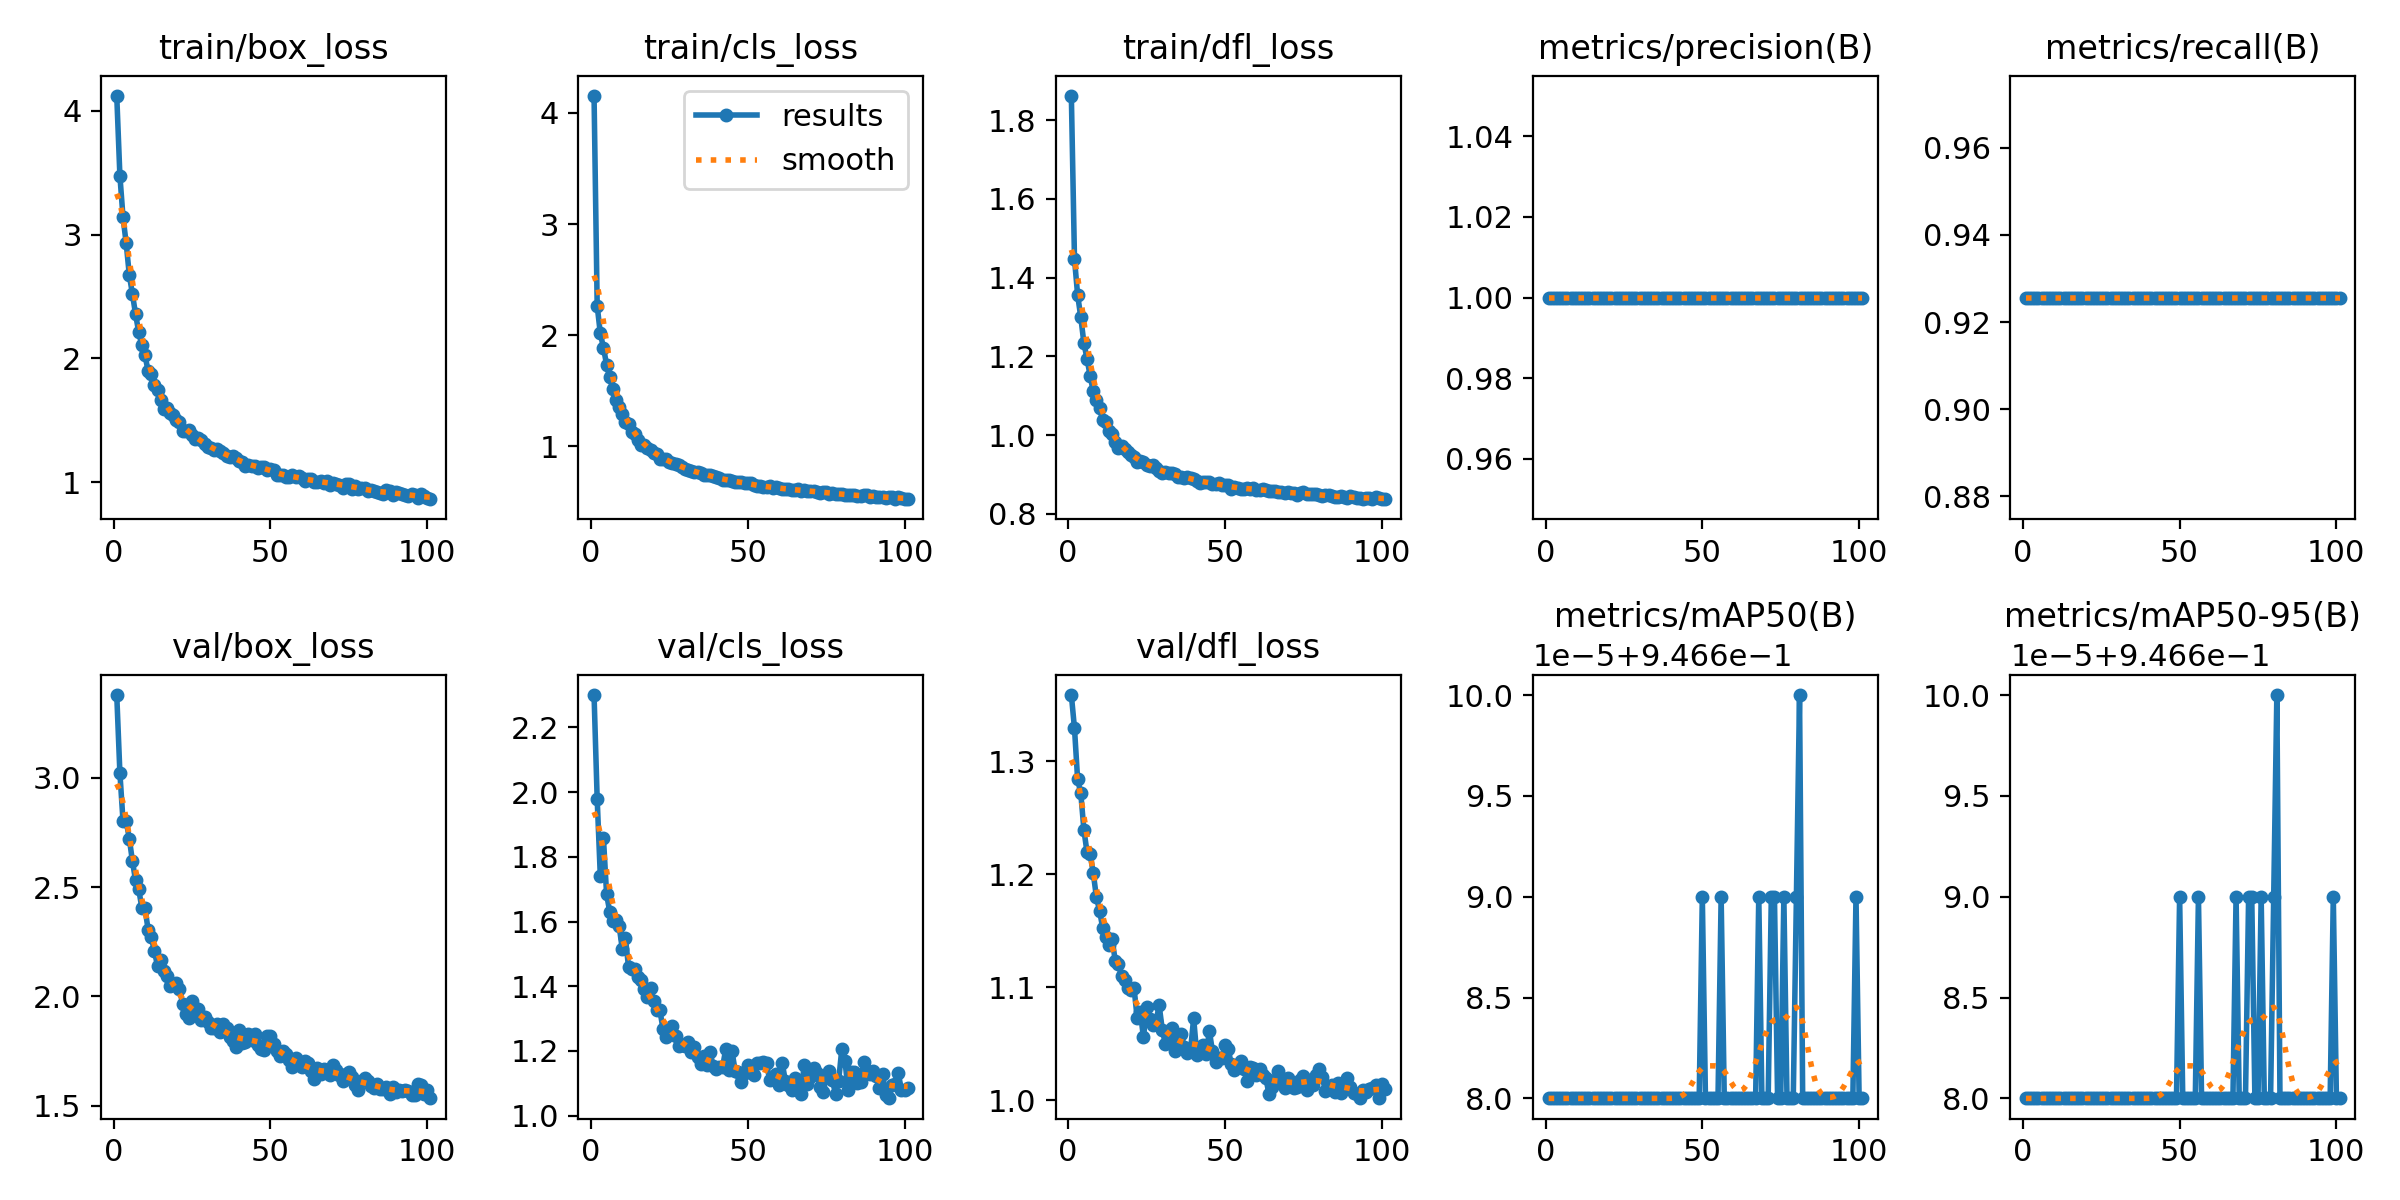 train/box_loss
4
3
2
1
0 50 100
train/cls_loss
results
smooth
4
3
2
1
0 50 100
train/dfl_loss
1.8
1.6
1.4
1.2
1.0
0.8
0 50 100
metrics/precision(B)
1.04
1.02
1.00
0.98
0.96
0 50 100
metrics/recall(B)
0.96
0.94
0.92
0.90
0.88
0 50 100
val/box_loss
3.0
2.5
2.0
1.5
0 50 100
val/cls_loss
2.2
2.0
1.8
1.6
1.4
1.2
1.0
0 50 100
val/dfl_loss
1.3
1.2
1.1
1.0
0 50 100
metrics/mAP50(B)
1e−5+9.466e−1
10.0
9.5
9.0
8.5
8.0
0 50 100
metrics/mAP50-95(B)
1e−5+9.466e−1
10.0
9.5
9.0
8.5
8.0
0 50 100